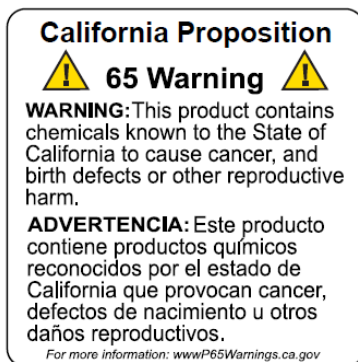 California Proposition
65 Warning
WARNING: This product contains
chemicals known to the State of
California to cause cancer, and
birth defects or other reproductive
harm.
ADVERTENCIA: Este producto
contiene productos químicos
reconocidos por el estado de
California que provocan cancer,
defectos de nacimiento u otros
daños reproductivos.
For more information: wwwP65Warnings.ca.gov